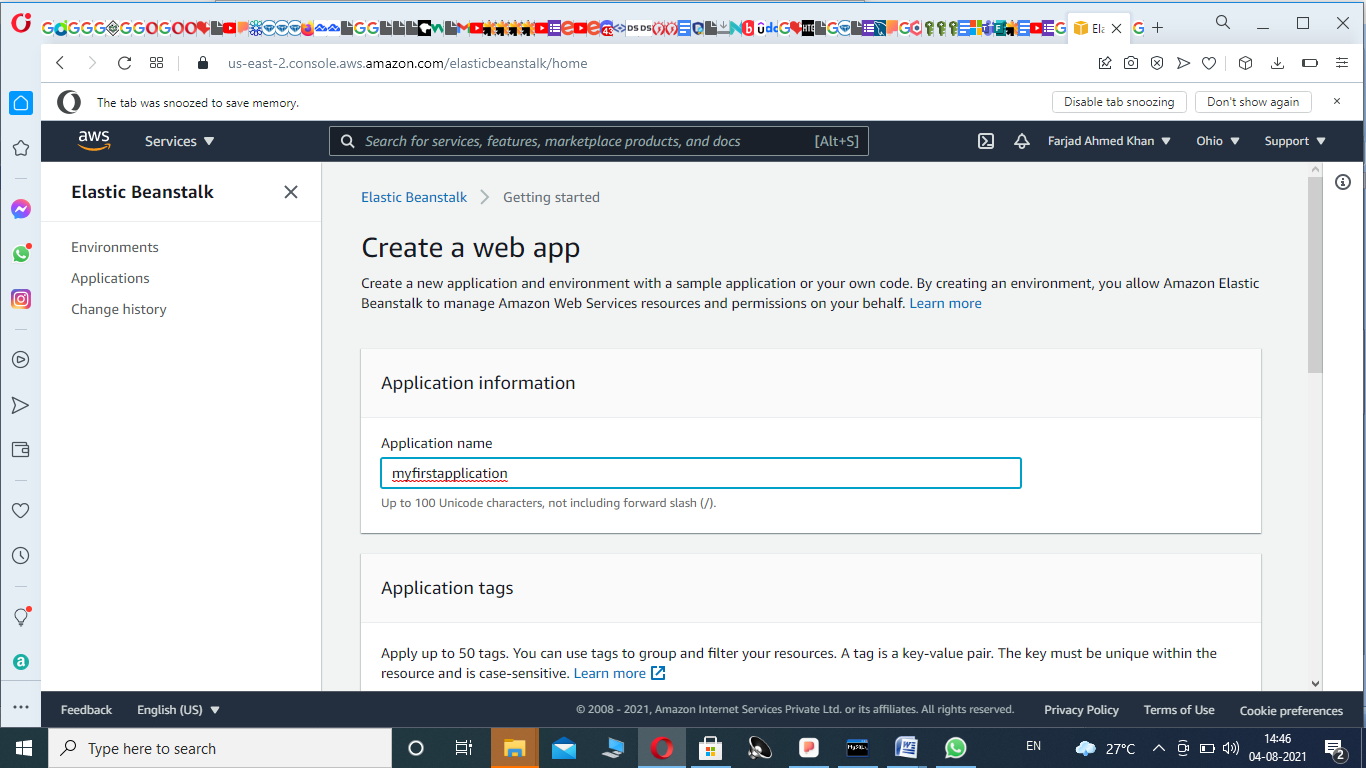 Ela
us-east-2.console.aws.amazon.com/elasticbeanstalk/home
The tab was snoozed to save memory.
Disable tab snoozing
Don't show again
aws
Services
Search for services, features, marketplace products, and docs
[Alt+S]
Farjad Ahmed Khan
Ohio
Support
Elastic Beanstalk
Environments
Applications
Change history
Elastic Beanstalk
Getting started
Create a web app
Create a new application and environment with a sample application or your own code. By creating an environment, you allow Amazon Elastic
Beanstalk to manage Amazon Web Services resources and permissions on your behalf. Learn more
Application information
Application name
myfirstapplication
Up to 100 Unicode characters, not including forward slash (/).
Application tags
Apply up to 50 tags. You can use tags to group and filter your resources. A tag is a key-value pair. The key must be unique within the
resource and is case-sensitive. Learn more
Feedback
English (US)
© 2008 - 2021, Amazon Internet Services Private Ltd. or its affiliates. All rights reserved.
Privacy Policy
Terms of Use
Cookie preferences
Type here to search
EN
27°C
14:46
04-08-2021
2